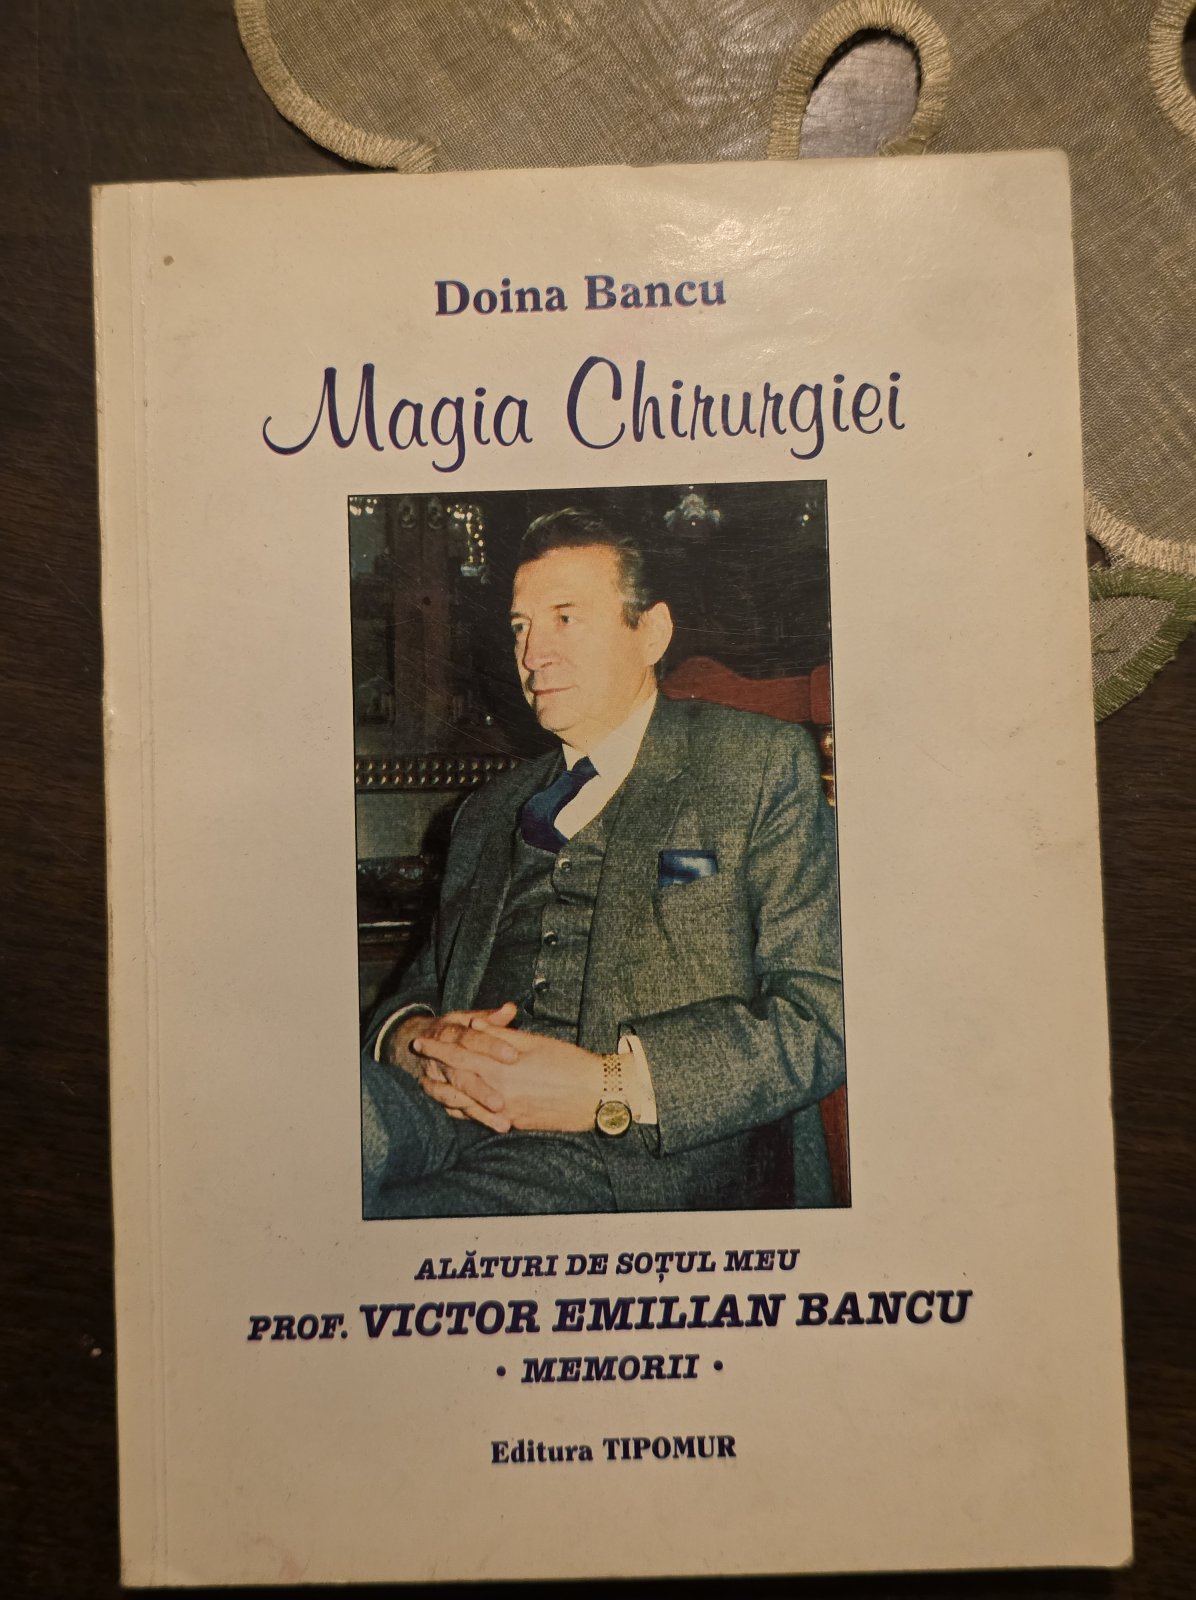 Doina Bancu
Magia Chirurgiei
ALĂTURI DE SOȚUL MEU
PROF. VICTOR EMILIAN BANCU
• MEMORII •
Editura TIPOMUR